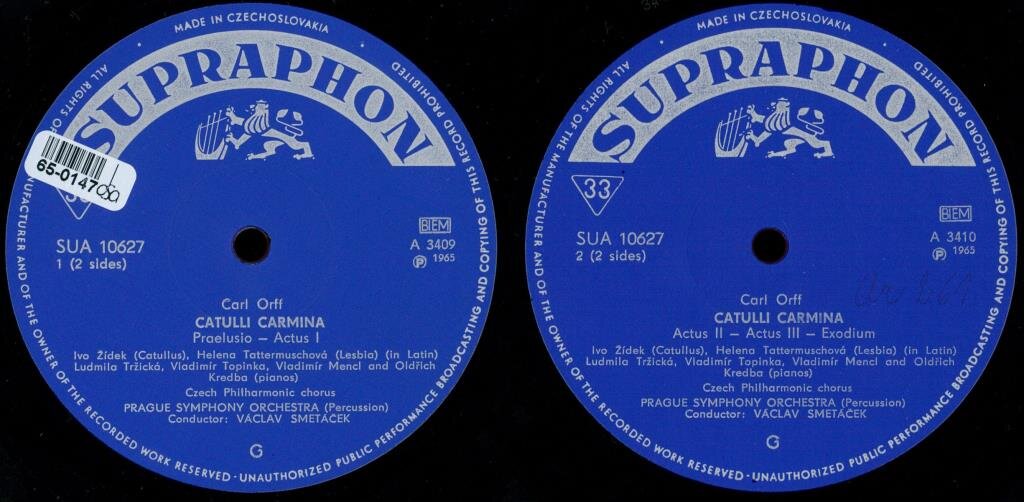 MADE IN CZECHOSLOVAKIA
SUPRAPHON
65-0147
SUA 10627
1 (2 sides)
BIEM
A 3409
Ⓟ 1965
Carl Orff
CATULLI CARMINA
Praelusio – Actus I
Ivo Žídek (Catullus), Helena Tattermuschová (Lesbia) (in Latin)
Ludmila Tržická, Vladimír Topinka, Vladimír Mencl and Oldřich
Kredba (pianos)
Czech Philharmonic chorus
PRAGUE SYMPHONY ORCHESTRA (Percussion)
Conductor: VÁCLAV SMETÁČEK
G
ALL RIGHTS OF MANUFACTURER AND OF THE OWNER OF THE RECORDED WORK RESERVED - UNAUTHORIZED PUBLIC PERFORMANCE BROADCASTING AND COPYING OF THIS RECORD PROHIBITED
MADE IN CZECHOSLOVAKIA
SUPRAPHON
33
SUA 10627
2 (2 sides)
BIEM
A 3410
Ⓟ 1965
Carl Orff
CATULLI CARMINA
Actus II – Actus III – Exodium
Ivo Žídek (Catullus), Helena Tattermuschová (Lesbia) (in Latin)
Ludmila Tržická, Vladimír Topinka, Vladimír Mencl and Oldřich
Kredba (pianos)
Czech Philharmonic chorus
PRAGUE SYMPHONY ORCHESTRA (Percussion)
Conductor: VÁCLAV SMETÁČEK
G
ALL RIGHTS OF THE MANUFACTURER AND OF THE OWNER OF THE RECORDED WORK RESERVED - UNAUTHORIZED PUBLIC PERFORMANCE BROADCASTING AND COPYING OF THIS RECORD PROHIBITED